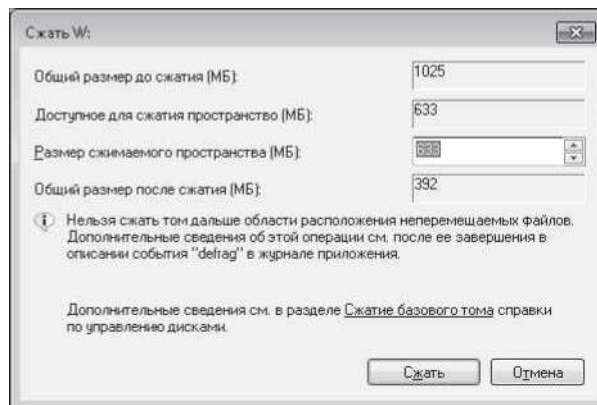 Сжать W:
Общий размер до сжатия (МБ): 1025
Доступное для сжатия пространство (МБ): 633
Размер сжимаемого пространства (МБ): 633
Общий размер после сжатия (МБ): 392
Нельзя сжать том дальше области расположения неперемещаемых файлов.
Дополнительные сведения об этой операции см. после ее завершения в
описании события "defrag" в журнале приложения.
Дополнительные сведения см. в разделе Сжатие базового тома справки
по управлению дисками.
Сжать Отмена